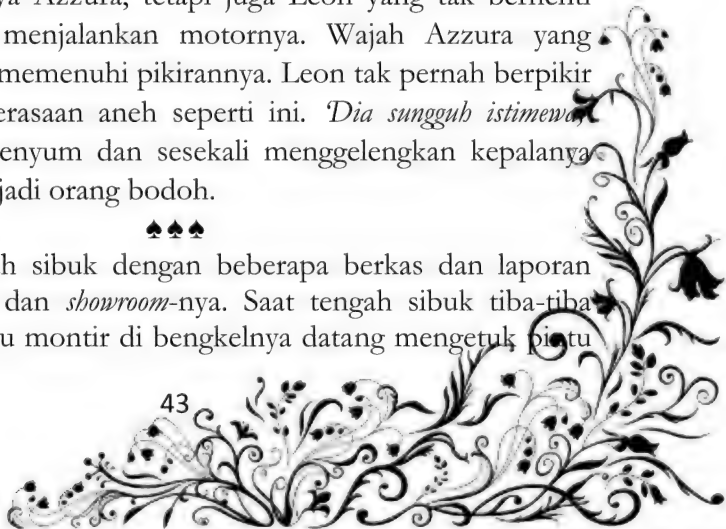 ya Azzura, tetapi juga Leon yang tak berhenti
menjalankan motornya. Wajah Azzura yang
memenuhi pikirannya. Leon tak pernah berpikir
erasaan aneh seperti ini. 'Dia sungguh istimewa,
enyum dan sesekali menggelengkan kepalanya
jadi orang bodoh.
♠♠♠
h sibuk dengan beberapa berkas dan laporan
dan showroom-nya. Saat tengah sibuk tiba-tiba
u montir di bengkelnya datang mengetuk pintu
43